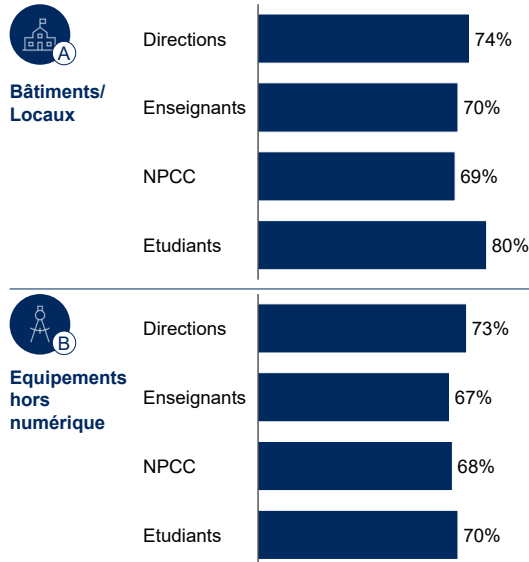 A
Bâtiments/
Locaux
Directions 74%
Enseignants 70%
NPCC 69%
Etudiants 80%
B
Equipements
hors
numérique
Directions 73%
Enseignants 67%
NPCC 68%
Etudiants 70%